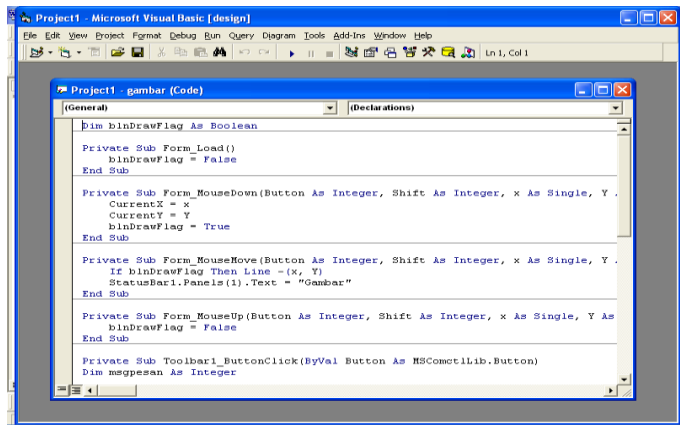 Project1 - Microsoft Visual Basic [design]
File Edit View Project Format Debug Run Query Diagram Tools Add-Ins Window Help
Ln 1, Col 1
Project1 - gambar (Code)
(General) (Declarations)
Dim blnDrawFlag As Boolean
Private Sub Form_Load()
blnDrawFlag = False
End Sub
Private Sub Form_MouseDown(Button As Integer, Shift As Integer, x As Single, Y
CurrentX = x
CurrentY = Y
blnDrawFlag = True
End Sub
Private Sub Form_MouseMove(Button As Integer, Shift As Integer, x As Single, Y
If blnDrawFlag Then Line -(x, Y)
StatusBar1.Panels(1).Text = "Gambar"
End Sub
Private Sub Form_MouseUp(Button As Integer, Shift As Integer, x As Single, Y As
blnDrawFlag = False
End Sub
Private Sub Toolbar1_ButtonClick(ByVal Button As MSComctlLib.Button)
Dim msgpesan As Integer